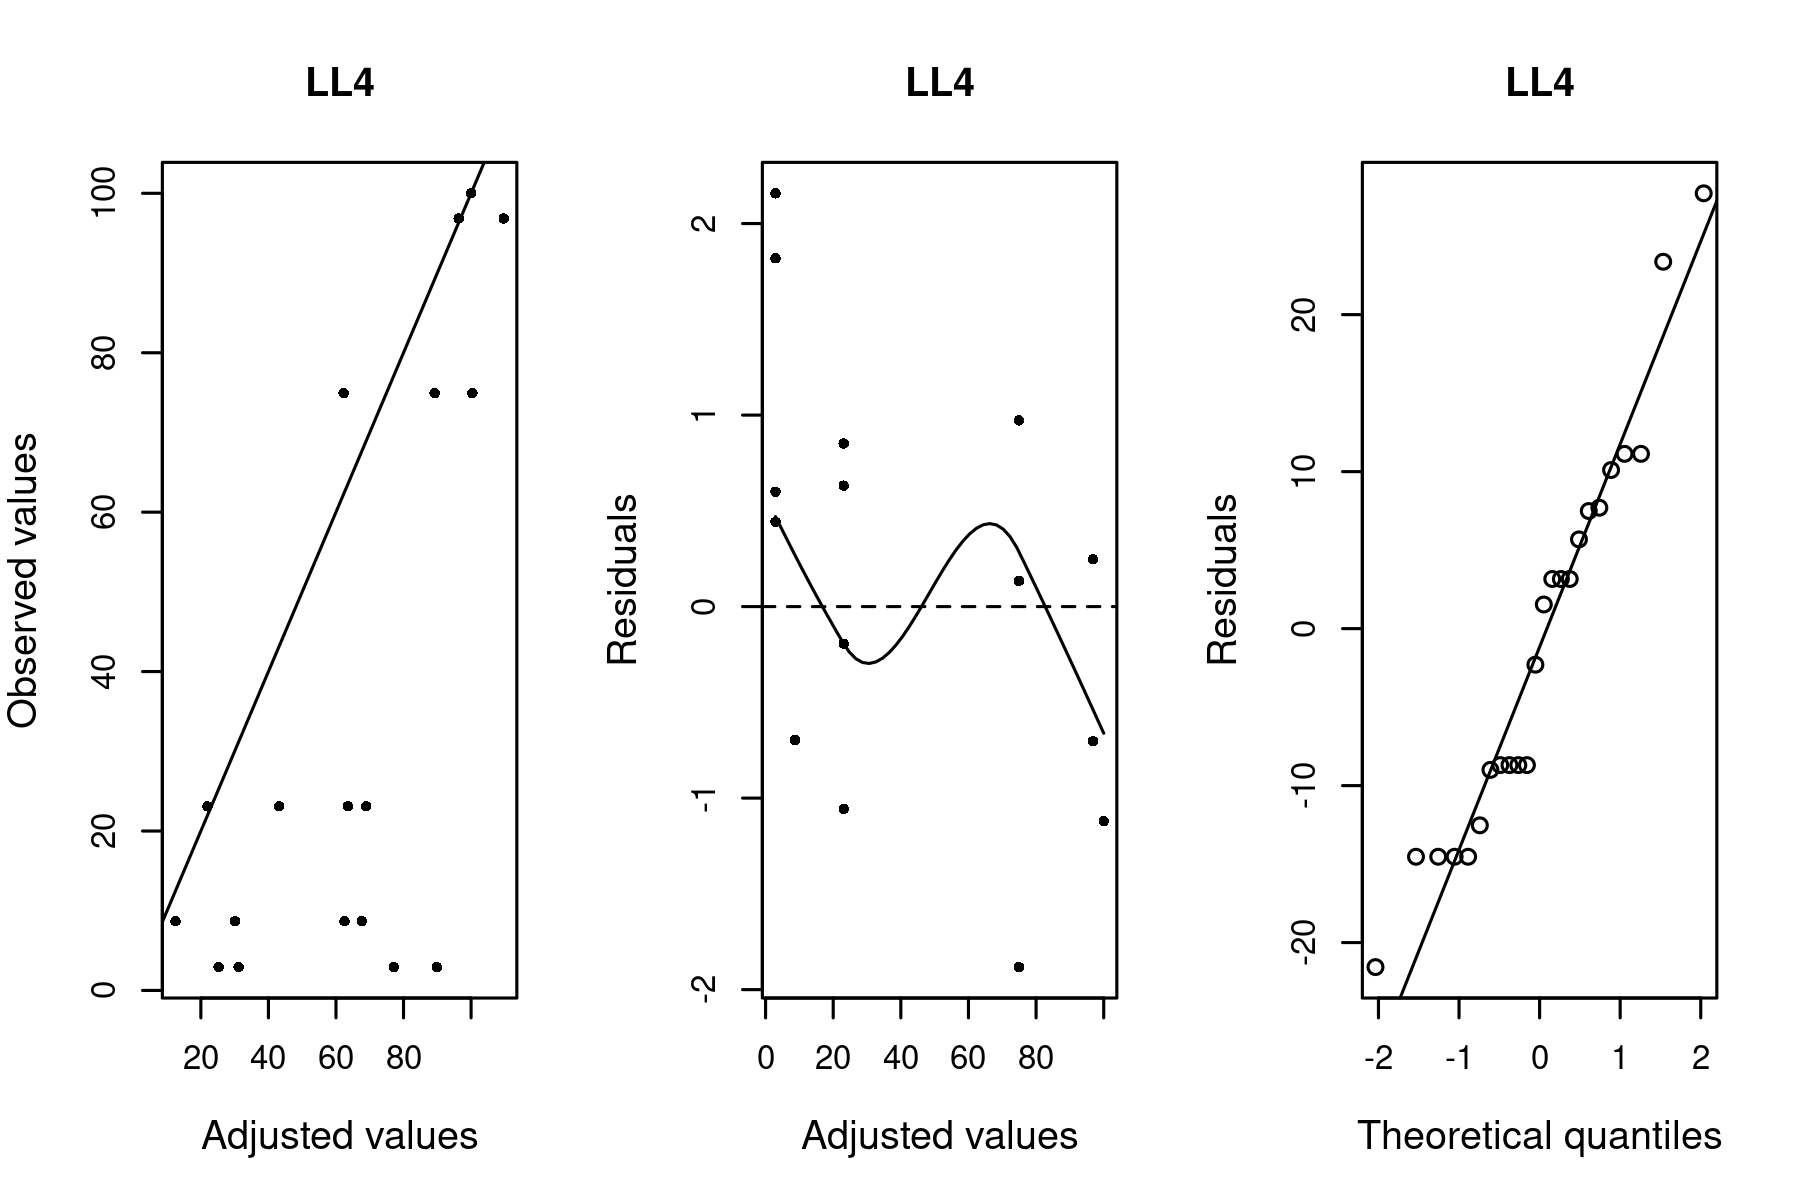 LL4
Observed values
0
20
40
60
80
100
20 40 60 80
Adjusted values
LL4
Residuals
-2
-1
0
1
2
0 20 40 60 80
Adjusted values
LL4
Residuals
-20
-10
0
10
20
-2 -1 0 1 2
Theoretical quantiles